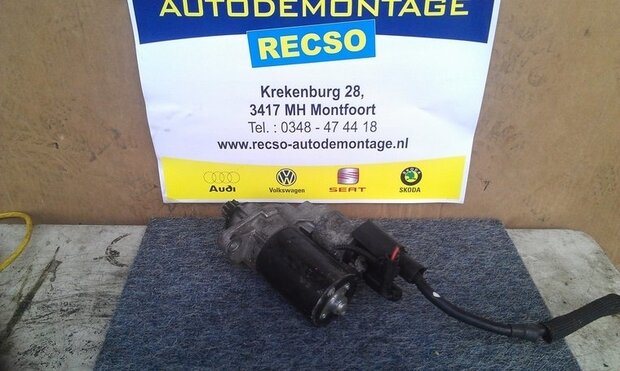 AUTODEMONTAGE
RECSO
Krekenburg 28,
3417 MH Montfoort
Tel. : 0348 - 47 44 18
www.recso-autodemontage.nl
Audi
Volkswagen
SEAT
SKODA